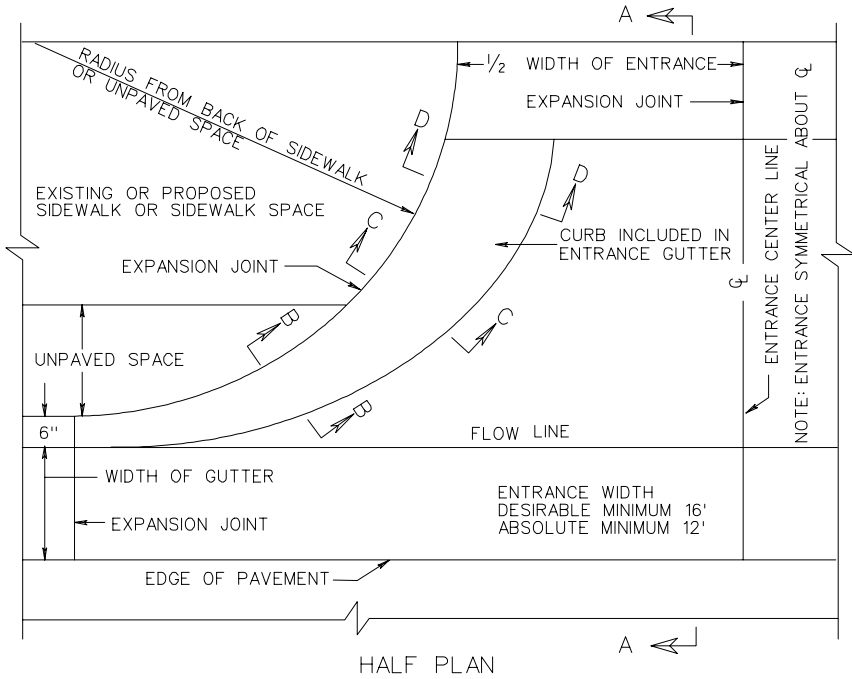 A
RADIUS FROM BACK OF SIDEWALK
OR UNPAVED SPACE
½ WIDTH OF ENTRANCE
EXPANSION JOINT
D
D
EXISTING OR PROPOSED
SIDEWALK OR SIDEWALK SPACE
C
CURB INCLUDED IN
ENTRANCE GUTTER
EXPANSION JOINT
B
C
℄
ENTRANCE CENTER LINE
NOTE: ENTRANCE SYMMETRICAL ABOUT ℄
UNPAVED SPACE
B
6"
FLOW LINE
WIDTH OF GUTTER
ENTRANCE WIDTH
DESIRABLE MINIMUM 16'
ABSOLUTE MINIMUM 12'
EXPANSION JOINT
EDGE OF PAVEMENT
A
HALF PLAN